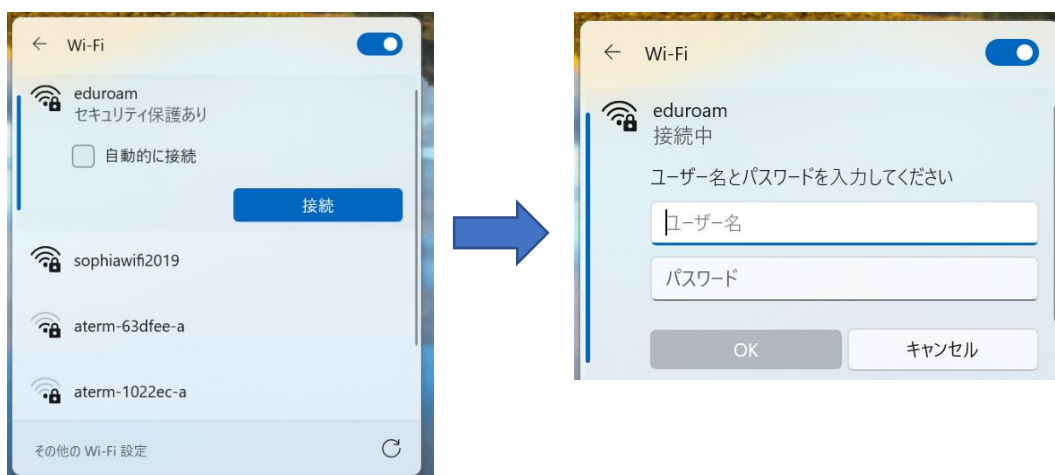 Wi-Fi
eduroam
セキュリティ保護あり
自動的に接続
接続
sophiawifi2019
aterm-63dfee-a
aterm-1022ec-a
その他の Wi-Fi 設定
Wi-Fi
eduroam
接続中
ユーザー名とパスワードを入力してください
ユーザー名
パスワード
OK
キャンセル